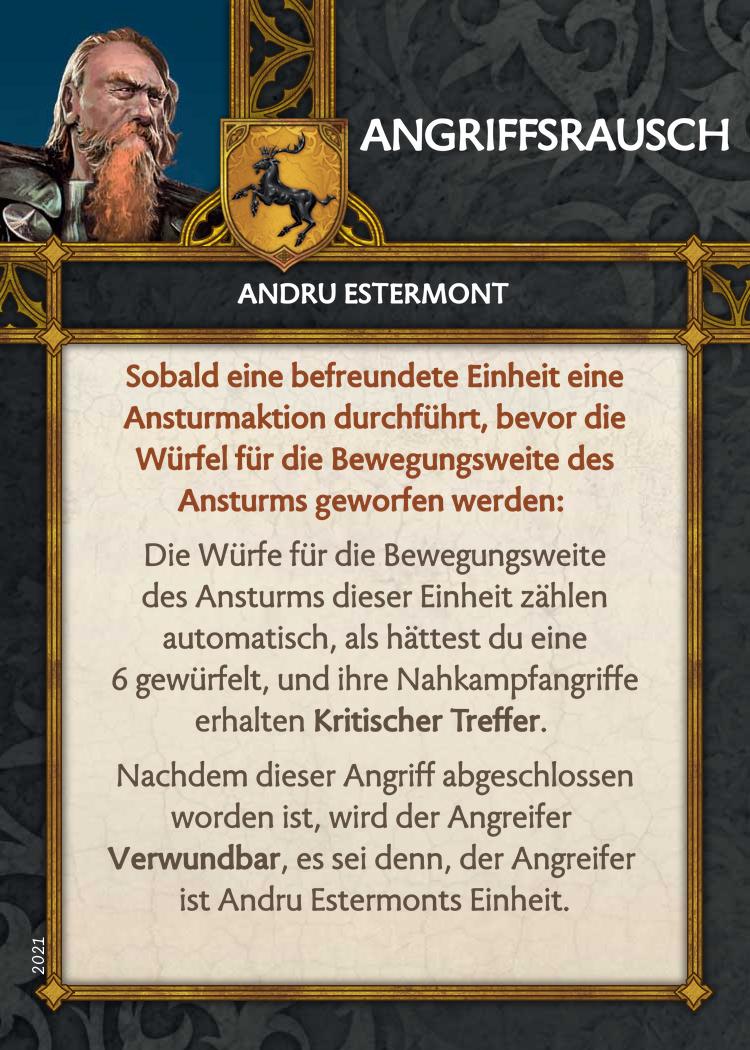 ANGRIFFSRAUSCH
ANDRU ESTERMONT
Sobald eine befreundete Einheit eine
Ansturmaktion durchführt, bevor die
Würfel für die Bewegungsweite des
Ansturms geworfen werden:
Die Würfe für die Bewegungsweite
des Ansturms dieser Einheit zählen
automatisch, als hättest du eine
6 gewürfelt, und ihre Nahkampfangriffe
erhalten Kritischer Treffer.
Nachdem dieser Angriff abgeschlossen
worden ist, wird der Angreifer
Verwundbar, es sei denn, der Angreifer
ist Andru Estermonts Einheit.
2021